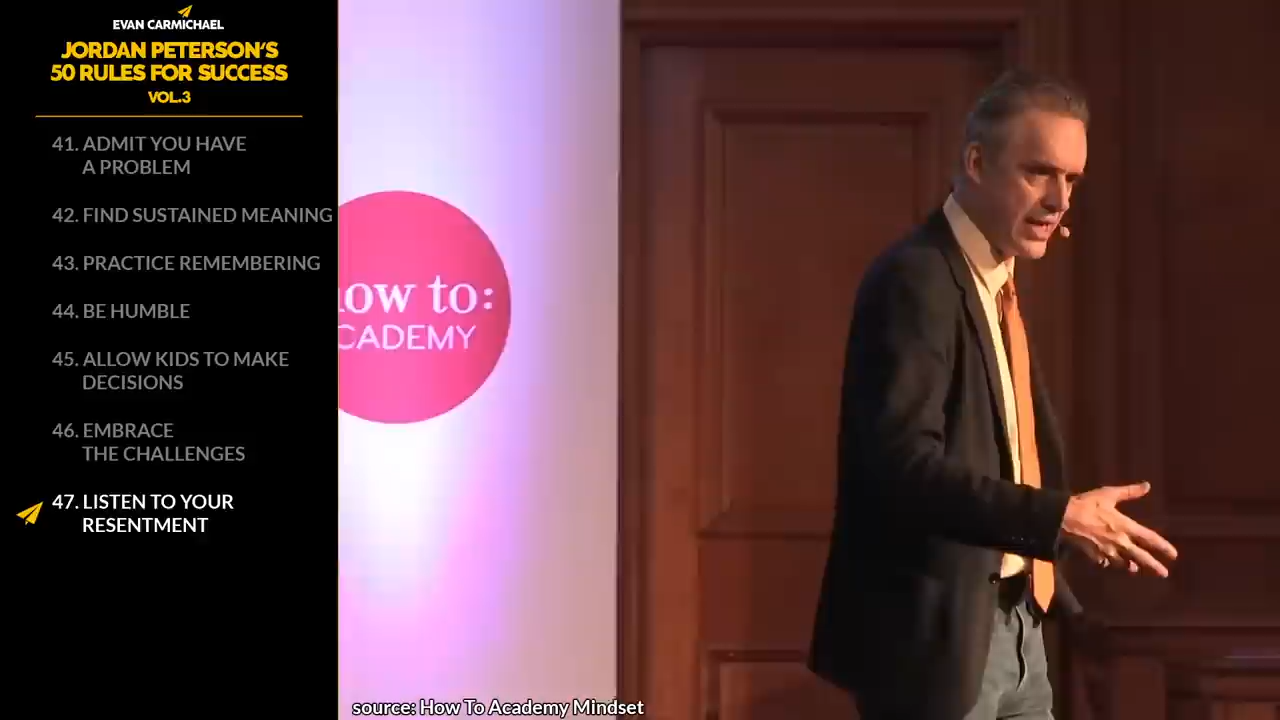 EVAN CARMICHAEL
JORDAN PETERSON'S
50 RULES FOR SUCCESS
VOL.3
41. ADMIT YOU HAVE
A PROBLEM
42. FIND SUSTAINED MEANING
43. PRACTICE REMEMBERING
44. BE HUMBLE
45. ALLOW KIDS TO MAKE
DECISIONS
46. EMBRACE
THE CHALLENGES
47. LISTEN TO YOUR
RESENTMENT
how to:
CADEMY
source: How To Academy Mindset